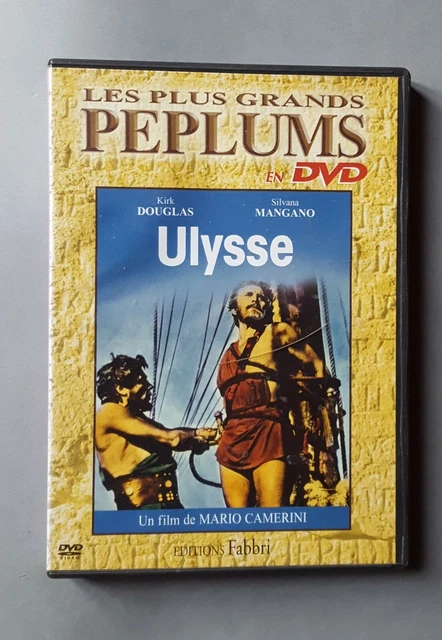 LES PLUS GRANDS
PEPLUMS
EN DVD
Kirk
DOUGLAS
Silvana
MANGANO
Ulysse
Un film de MARIO CAMERINI
DVD
VIDEO
EDITIONS Fabbri